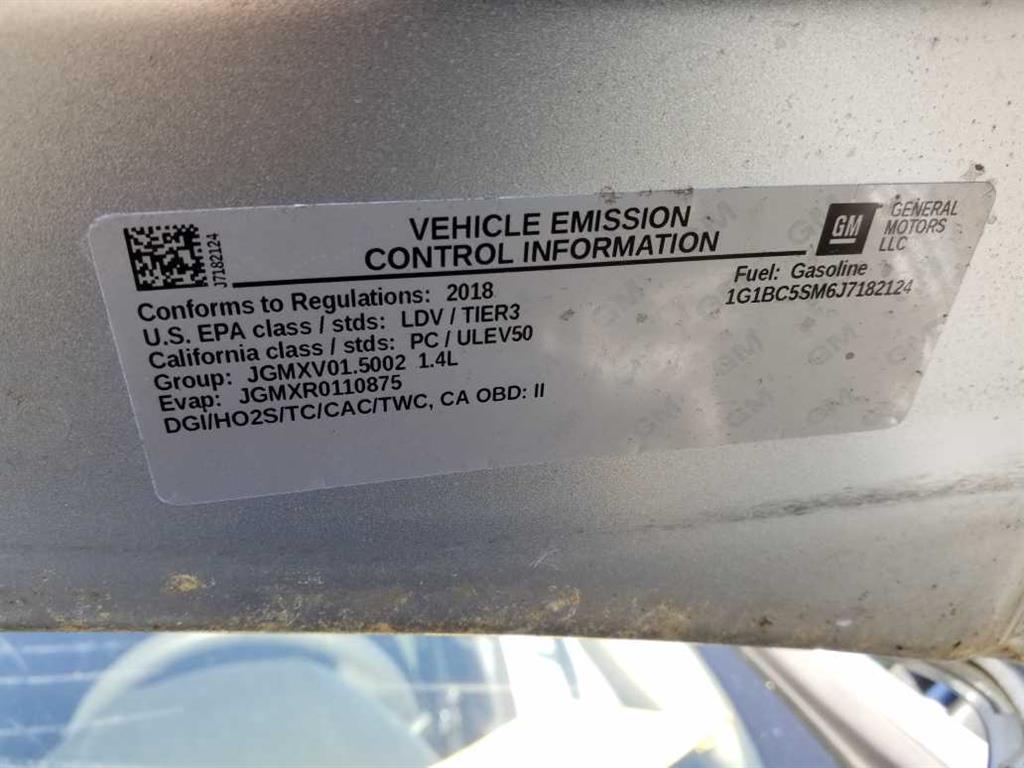 J7182124
VEHICLE EMISSION
CONTROL INFORMATION
GM
GENERAL
MOTORS
LLC
Conforms to Regulations: 2018
U.S. EPA class / stds: LDV / TIER3
California class / stds: PC / ULEV50
Group: JGMXV01.5002 1.4L
Evap: JGMXR0110875
DGI/HO2S/TC/CAC/TWC, CA OBD: II
Fuel: Gasoline
1G1BC5SM6J7182124